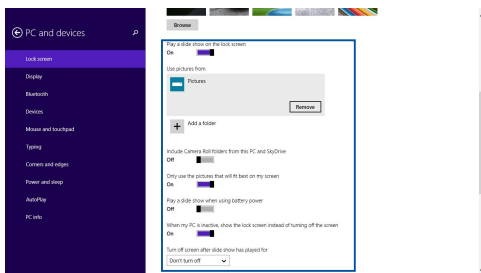 PC and devices
Lock screen
Display
Bluetooth
Devices
Mouse and touchpad
Typing
Corners and edges
Power and sleep
AutoPlay
PC info
Browse
Play a slide show on the lock screen
On
Use pictures from
Pictures
Remove
Add a folder
Include Camera Roll folders from this PC and SkyDrive
Off
Only use the pictures that will fit best on my screen
On
Play a slide show when using battery power
Off
When my PC is inactive, show the lock screen instead of turning off the screen
On
Turn off screen after slide show has played for
Don't turn off